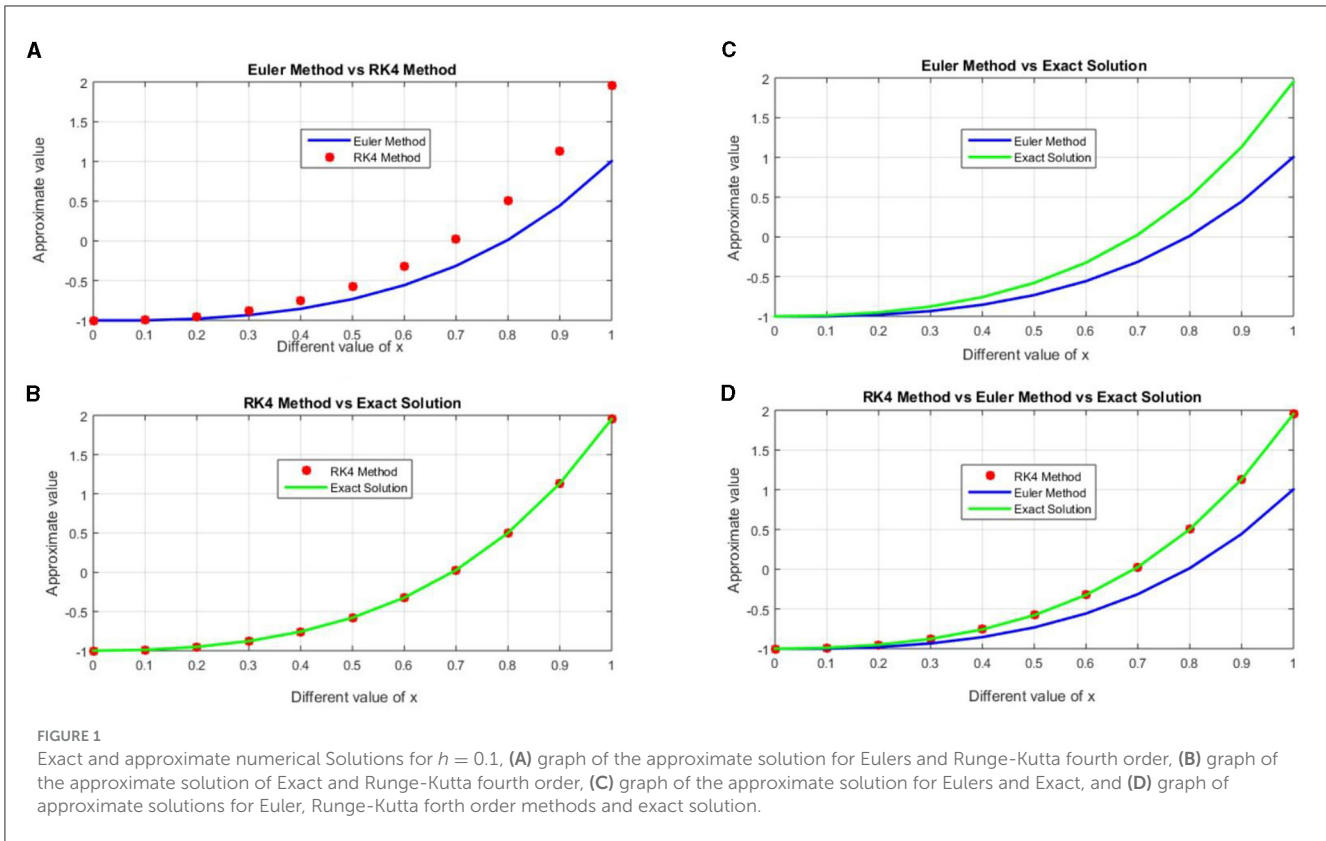 A
Euler Method vs RK4 Method
2
1.5
1
0.5
0
-0.5
-1
Approximate value
Euler Method
RK4 Method
0 0.1 0.2 0.3 0.4 0.5 0.6 0.7 0.8 0.9 1
Different value of x
C
Euler Method vs Exact Solution
2
1.5
1
0.5
0
-0.5
-1
Approximate value
Euler Method
Exact Solution
0 0.1 0.2 0.3 0.4 0.5 0.6 0.7 0.8 0.9 1
Different value of x
B
RK4 Method vs Exact Solution
2
1.5
1
0.5
0
-0.5
-1
Approximate value
RK4 Method
Exact Solution
0 0.1 0.2 0.3 0.4 0.5 0.6 0.7 0.8 0.9 1
Different value of x
D
RK4 Method vs Euler Method vs Exact Solution
2
1.5
1
0.5
0
-0.5
-1
Approximate value
RK4 Method
Euler Method
Exact Solution
0 0.1 0.2 0.3 0.4 0.5 0.6 0.7 0.8 0.9 1
Different value of x
FIGURE 1
Exact and approximate numerical Solutions for h = 0.1, (A) graph of the approximate solution for Eulers and Runge-Kutta fourth order, (B) graph of
the approximate solution of Exact and Runge-Kutta fourth order, (C) graph of the approximate solution for Eulers and Exact, and (D) graph of
approximate solutions for Euler, Runge-Kutta forth order methods and exact solution.